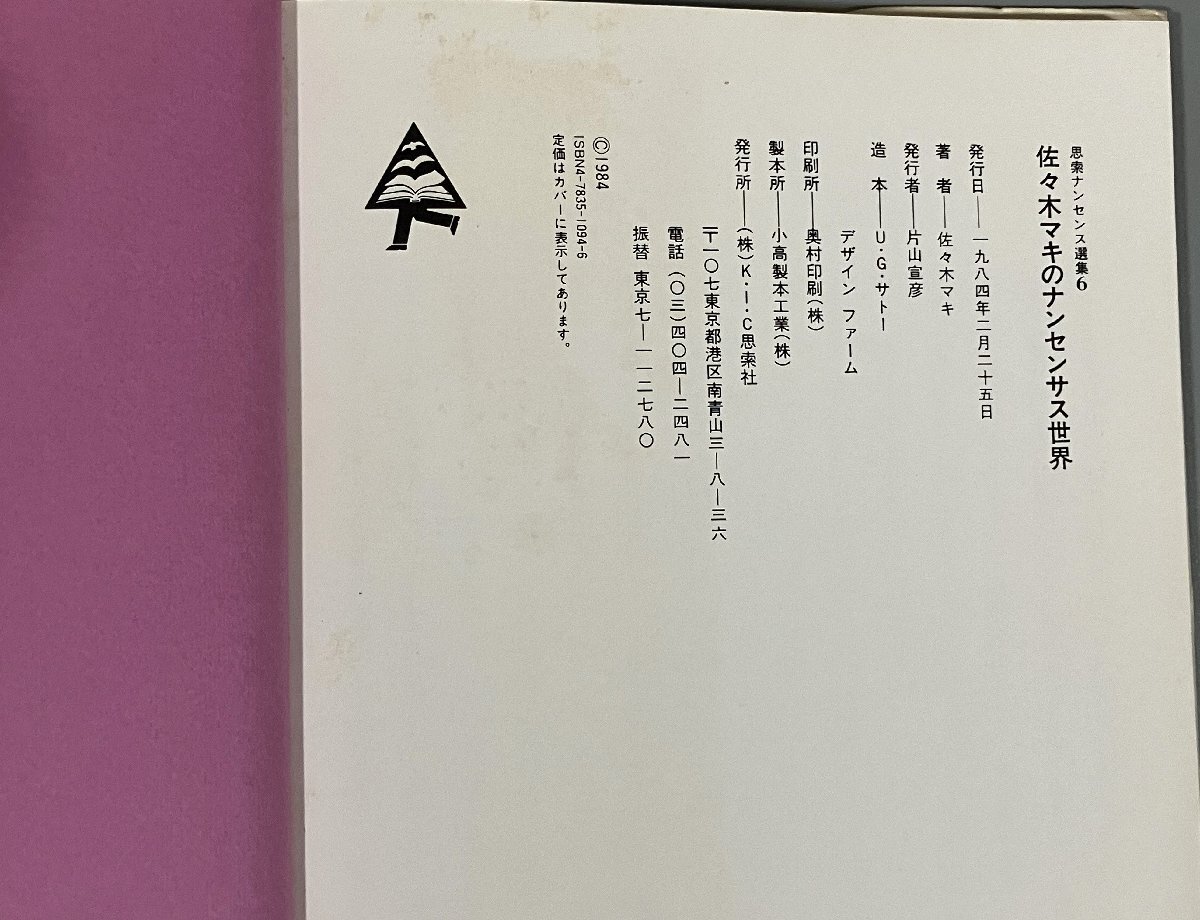 思索ナンセンス選集6
佐々木マキのナンセンサス世界
発行日――一九八四年二月二十五日
著 者――佐々木マキ
発行者――片山宣彦
造 本――U・G・サトー
デザイン ファーム
印刷所――奥村印刷(株)
製本所――小高製本工業(株)
発行所――(株)K・I・C思索社
〒一〇七東京都港区南青山三―八―三六
電話(〇三)四〇四―二四八一
振替 東京七―一一二七八〇
©1984
ISBN4-7835-1094-6
定価はカバーに表示してあります。